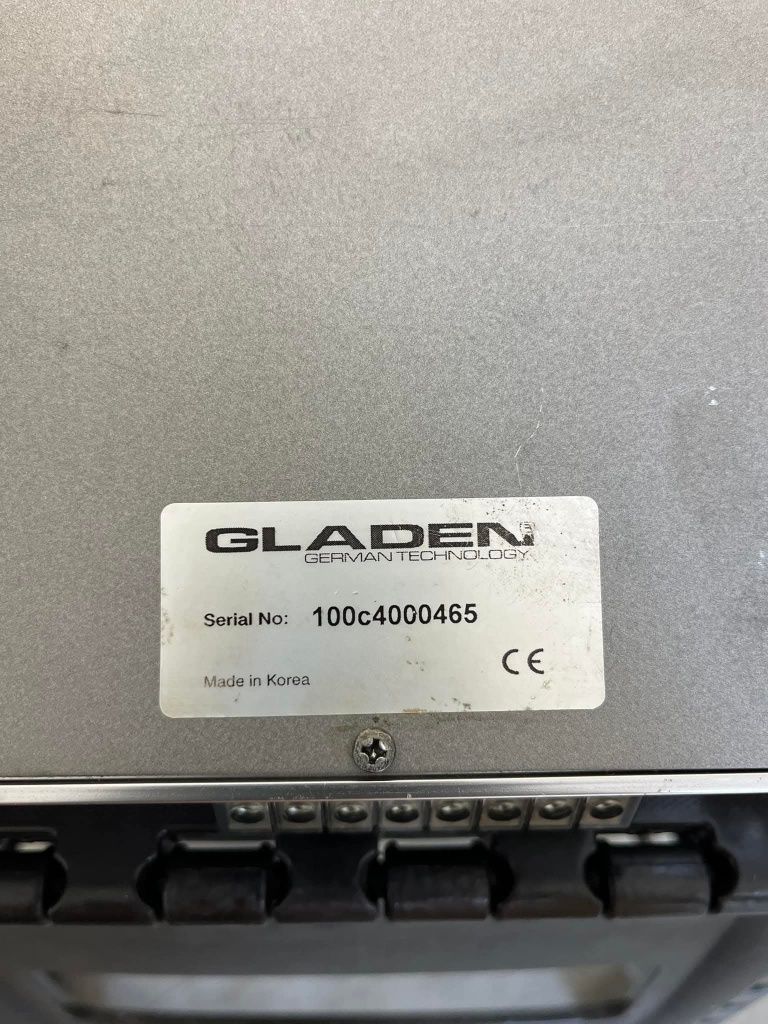 GLADEN
GERMAN TECHNOLOGY
Serial No: 100c4000465
Made in Korea
CE